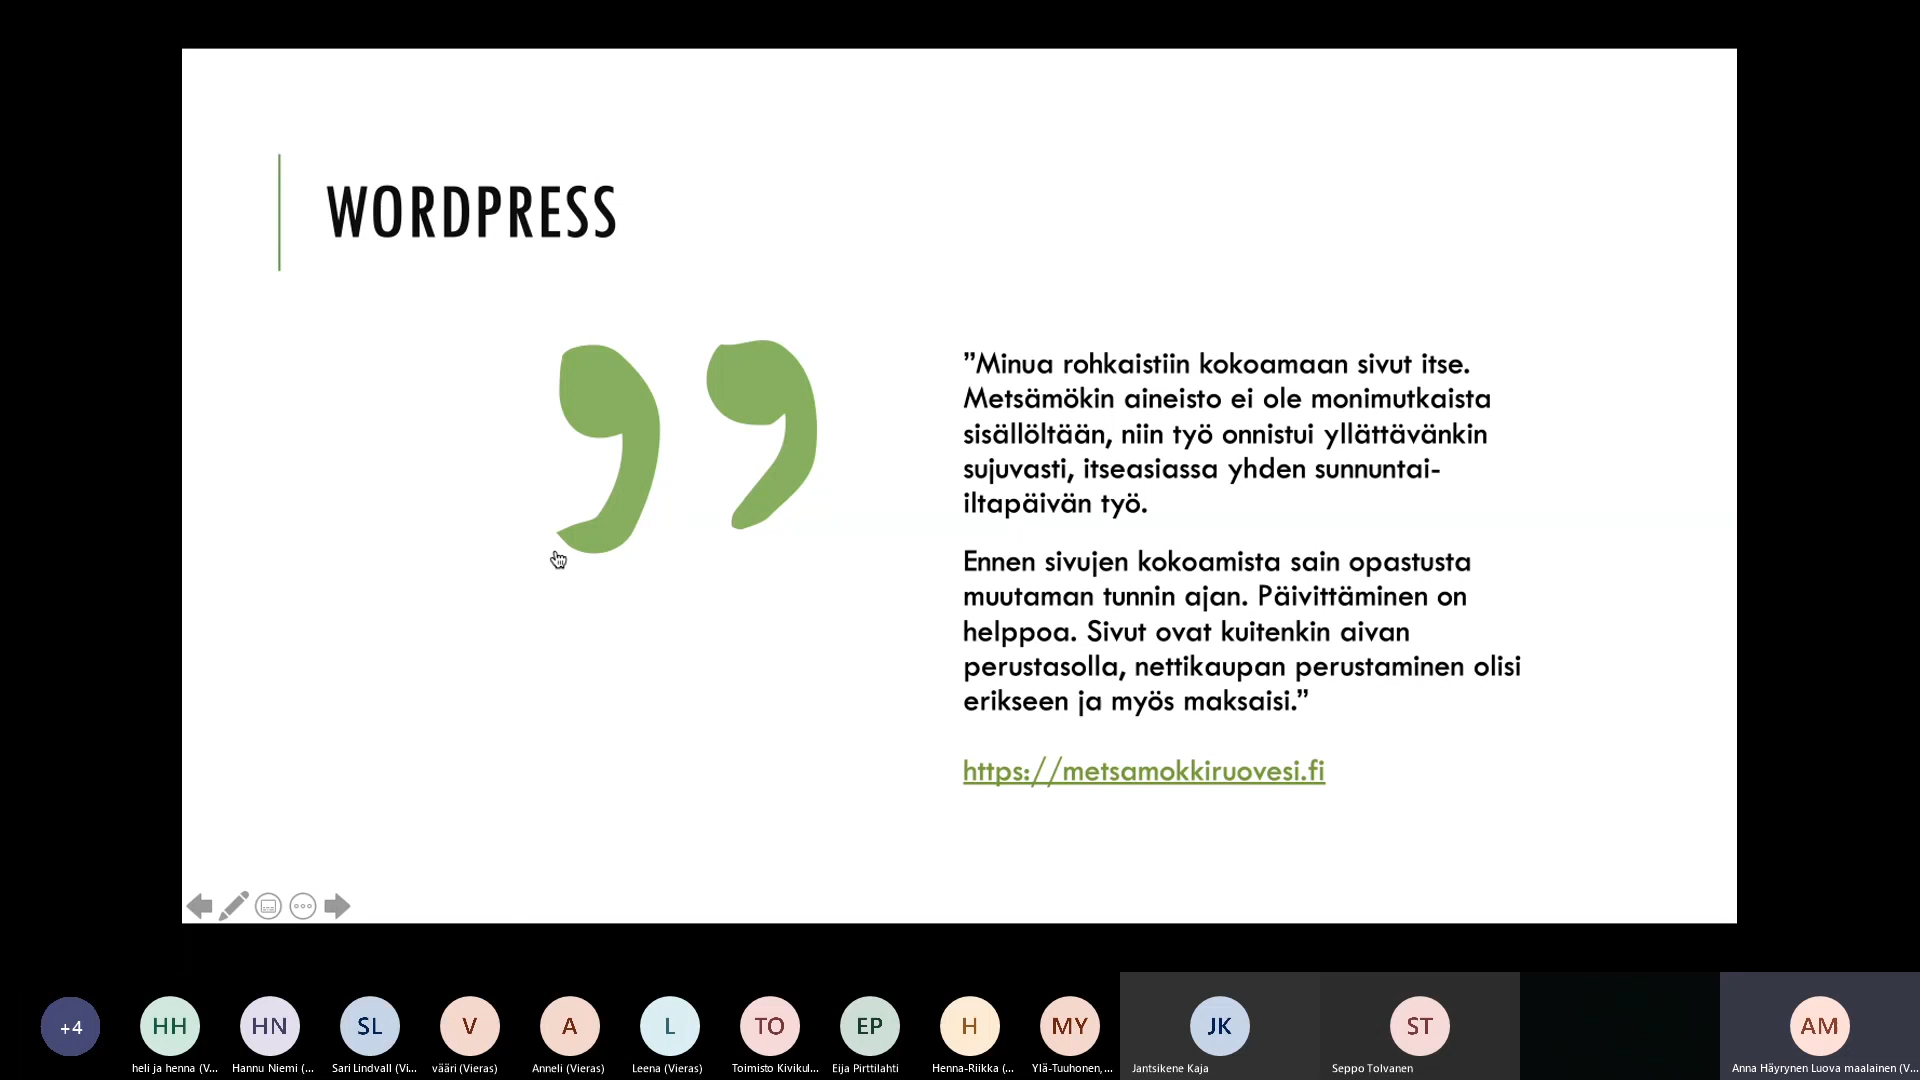 WORDPRESS
”Minua rohkaistiin kokoamaan sivut itse.
Metsämökin aineisto ei ole monimutkaista
sisällöltään, niin työ onnistui yllättävänkin
sujuvasti, itseasiassa yhden sunnuntai-
iltapäivän työ.
Ennen sivujen kokoamista sain opastusta
muutaman tunnin ajan. Päivittäminen on
helppoa. Sivut ovat kuitenkin aivan
perustasolla, nettikaupan perustaminen olisi
erikseen ja myös maksaisi.”
https://metsamokkiruovesi.fi
+4
HH
HN
SL
V
A
L
TO
EP
H
MY
JK
ST
AM
heli ja henna (V...
Hannu Niemi (...
Sari Lindvall (Vi...
vääri (Vieras)
Anneli (Vieras)
Leena (Vieras)
Toimisto Kivikul...
Eija Pirttilahti
Henna-Riikka (...
Ylä-Tuuhonen,...
Jantsikene Kaja
Seppo Tolvanen
Anna Häyrynen Luova maalainen (V...